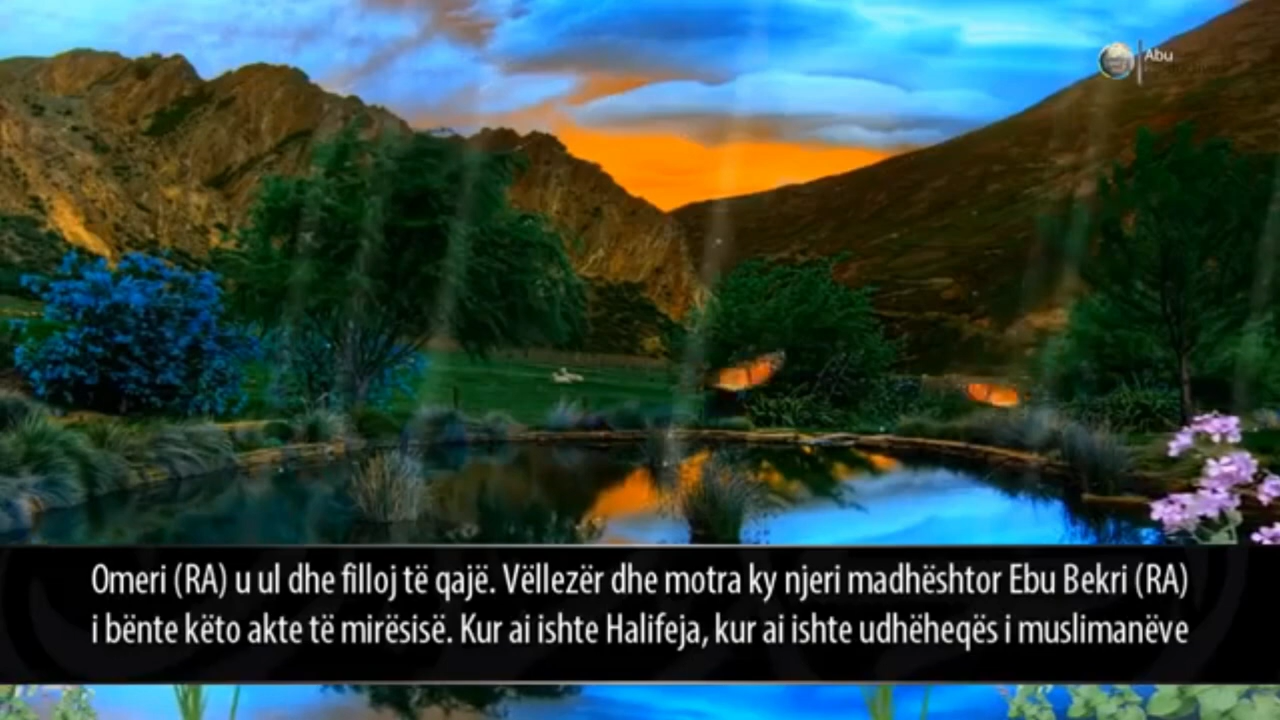 Abu
Omeri (RA) u ul dhe filloj të qajë. Vëllezër dhe motra ky njeri madhështor Ebu Bekri (RA)
i bënte këto akte të mirësisë. Kur ai ishte Halifeja, kur ai ishte udhëheqës i muslimanëve